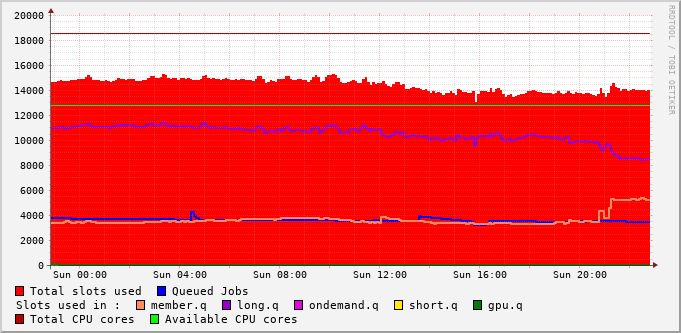 20000
18000
16000
14000
12000
10000
8000
6000
4000
2000
0
Sun 00:00 Sun 04:00 Sun 08:00 Sun 12:00 Sun 16:00 Sun 20:00
RRDTOOL / TOBI OETIKER
Total slots used Queued Jobs
Slots used in : member.q long.q ondemand.q short.q gpu.q
Total CPU cores Available CPU cores